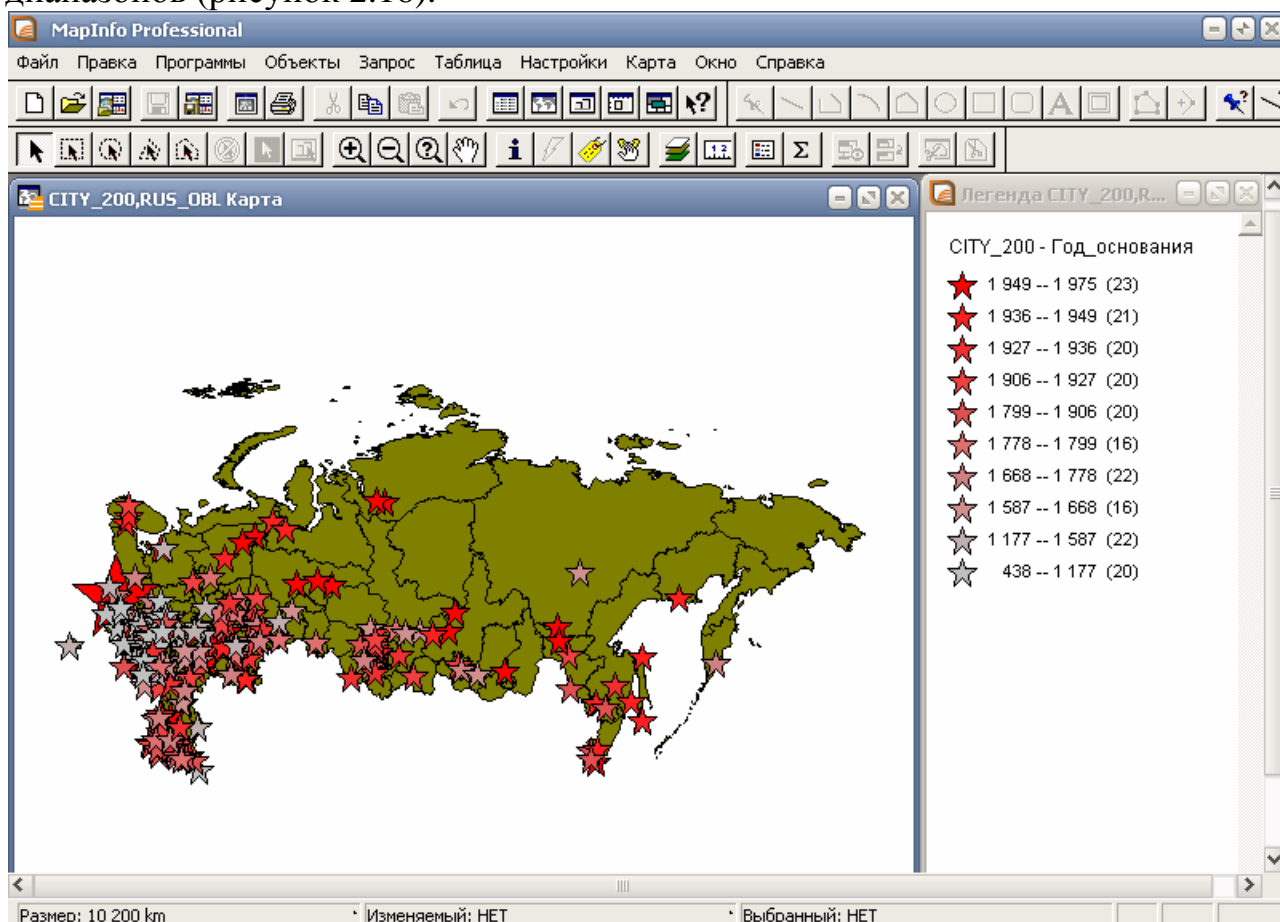 диапазонов (рисунок 2.18).
MapInfo Professional
Файл Правка Программы Объекты Запрос Таблица Настройки Карта Окно Справка
CITY_200,RUS_OBL Карта
Легенда CITY_200,R...
CITY_200 - Год_основания
1 949 -- 1 975 (23)
1 936 -- 1 949 (21)
1 927 -- 1 936 (20)
1 906 -- 1 927 (20)
1 799 -- 1 906 (20)
1 778 -- 1 799 (16)
1 668 -- 1 778 (22)
1 587 -- 1 668 (16)
1 177 -- 1 587 (22)
438 -- 1 177 (20)
Размер: 10 200 km
Изменяемый: НЕТ
Выбранный: НЕТ